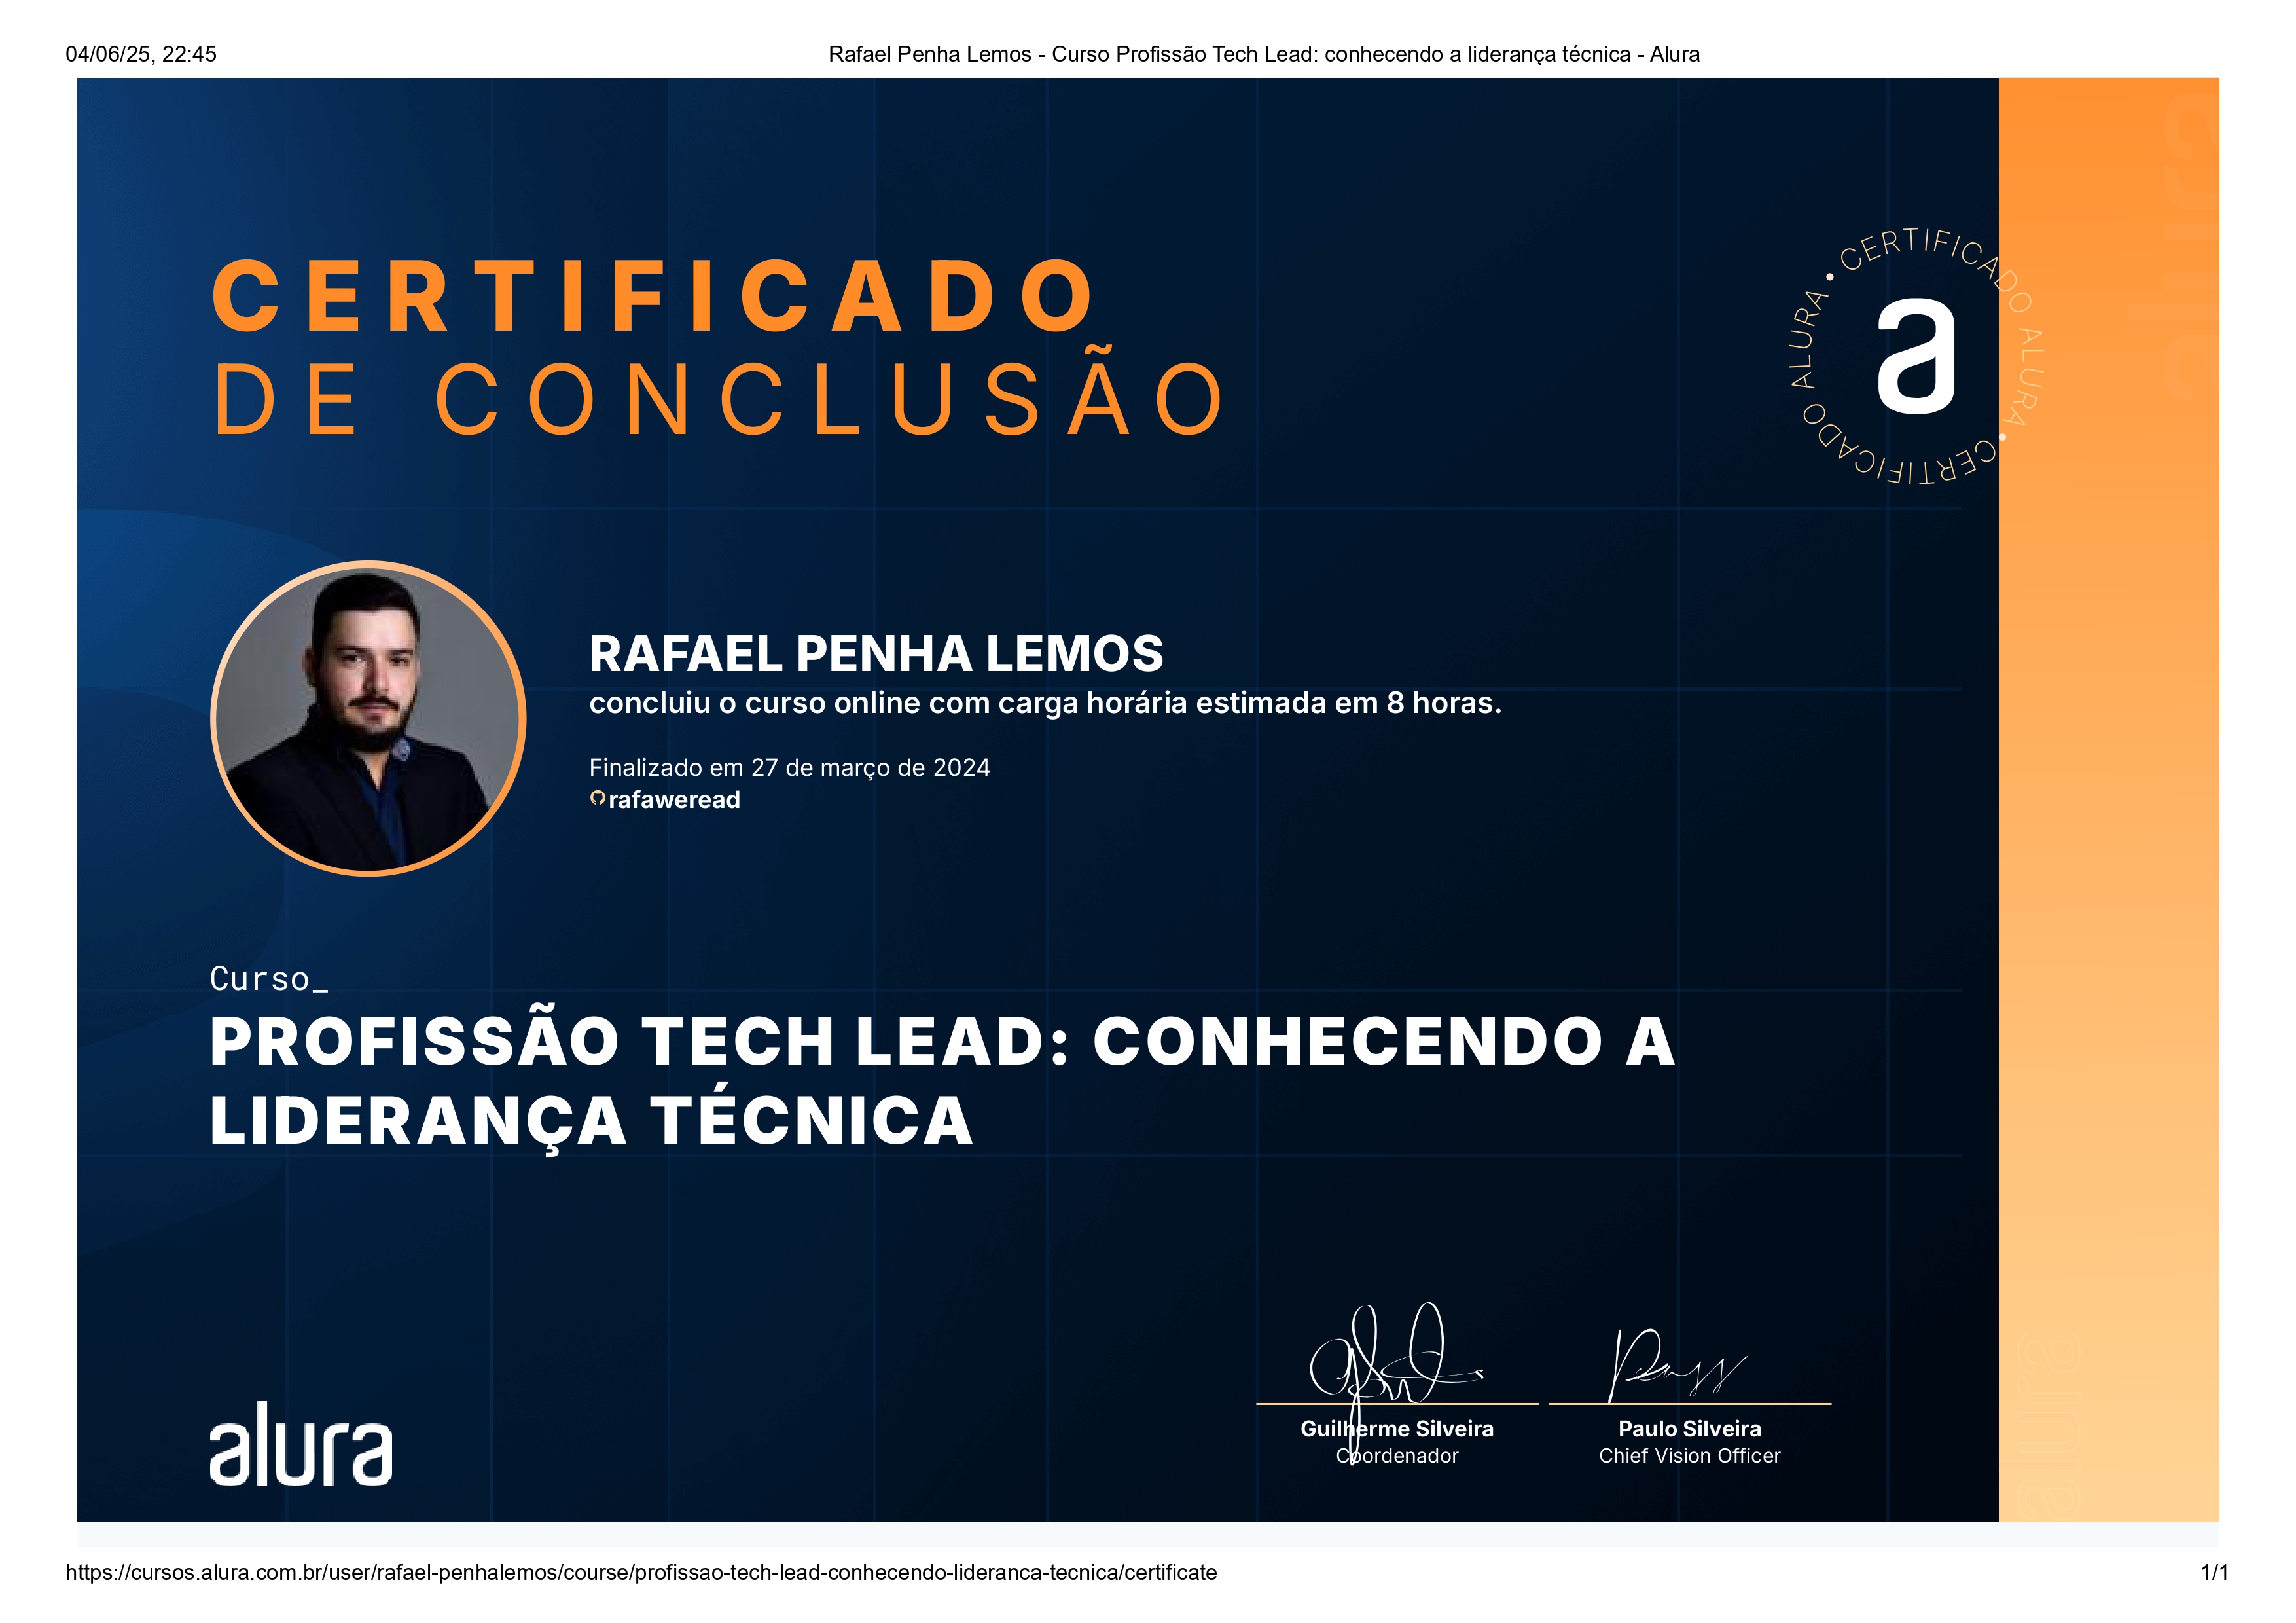 04/06/25, 22:45
Rafael Penha Lemos - Curso Profissão Tech Lead: conhecendo a liderança técnica - Alura
CERTIFICADO
DE CONCLUSÃO
CERTIFICADO ALURA • CERTIFICADO ALURA •
a
RAFAEL PENHA LEMOS
concluiu o curso online com carga horária estimada em 8 horas.
Finalizado em 27 de março de 2024
rafaweread
Curso_
PROFISSÃO TECH LEAD: CONHECENDO A
LIDERANÇA TÉCNICA
alura
Guilherme Silveira
Coordenador
Paulo Silveira
Chief Vision Officer
alura
alura
https://cursos.alura.com.br/user/rafael-penhalemos/course/profissao-tech-lead-conhecendo-lideranca-tecnica/certificate
1/1